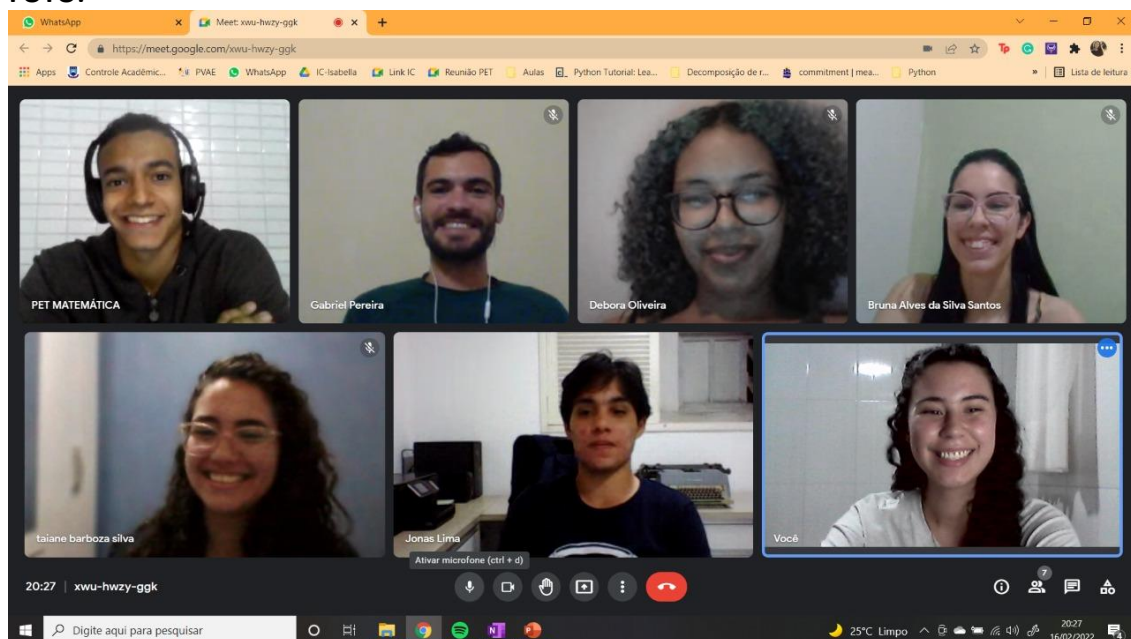 WhatsApp
Meet: xwu-hwzy-ggk
https://meet.google.com/xwu-hwzy-ggk
Apps
Controle Acadêmic...
PVAE
WhatsApp
IC-Isabella
Link IC
Reunião PET
Aulas
Python Tutorial: Lea...
Decomposição de r...
commitment | mea...
Python
»
Lista de leitura
PET MATEMÁTICA
Gabriel Pereira
Debora Oliveira
Bruna Alves da Silva Santos
taiane barboza silva
Jonas Lima
Você
Ativar microfone (ctrl + d)
20:27 | xwu-hwzy-ggk
7
Digite aqui para pesquisar
25°C Limpo
20:27
16/02/2022